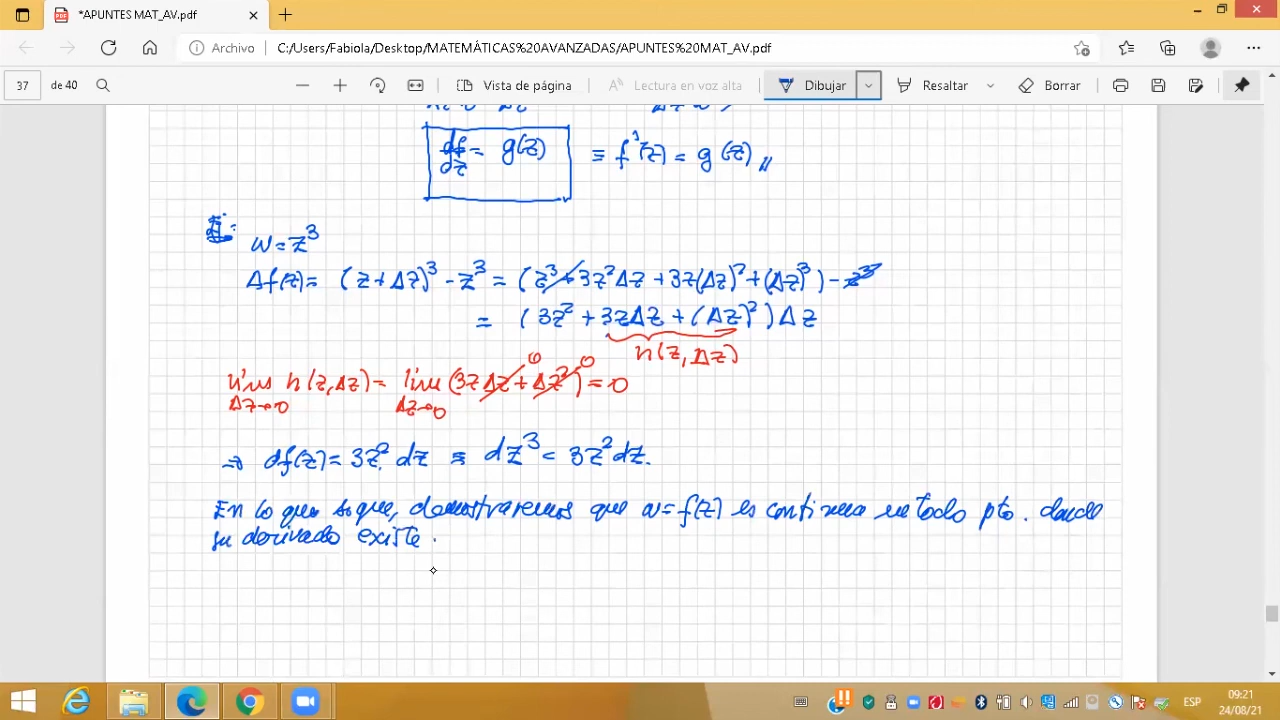 *APUNTES MAT_AV.pdf
Archivo C:/Users/Fabiola/Desktop/MATEMÁTICAS%20AVANZADAS/APUNTES%20MAT_AV.pdf
37 de 40 Vista de página Lectura en voz alta Dibujar Resaltar Borrar
df/dz = g(z) ≡ f'(z) = g(z) //
w = z³
Δf(z) = (z+Δz)³ - z³ = (z³ + 3z²Δz + 3z(Δz)² + (Δz)³) - z³
= (3z² + 3zΔz + (Δz)²)Δz
η(z,Δz)
lim η(z,Δz) = lim (3zΔz + Δz²) = 0
Δz→0 Δz→0
⇒ df(z) = 3z² dz ≡ dz³ = 3z² dz.
En lo que sigue, demostraremos que w = f(z) es continua en todo pto. donde
su derivada existe.
ESP 09:21
24/08/21